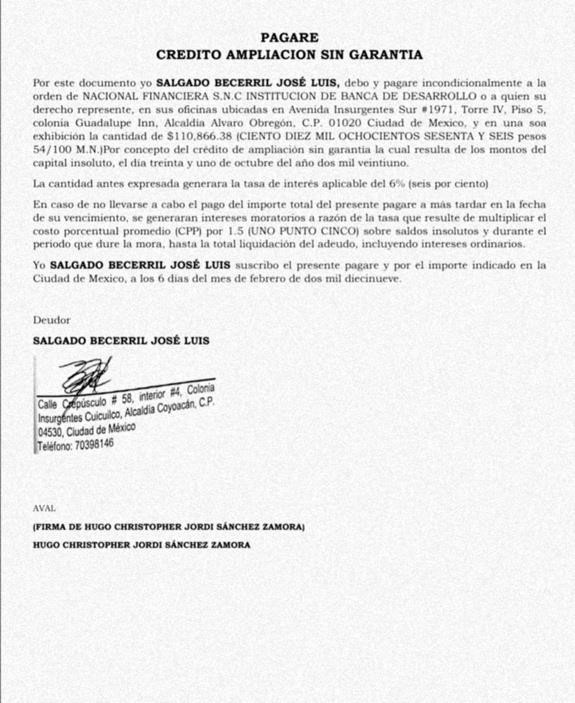 PAGARE
CREDITO AMPLIACION SIN GARANTIA
Por este documento yo SALGADO BECERRIL JOSÉ LUIS, debo y pagare incondicionalmente a la
orden de NACIONAL FINANCIERA S.N.C INSTITUCION DE BANCA DE DESARROLLO o a quien su
derecho represente, en sus oficinas ubicadas en Avenida Insurgentes Sur #1971, Torre IV, Piso 5,
colonia Guadalupe Inn, Alcaldia Alvaro Obregón, C.P. 01020 Ciudad de Mexico, y en una soa
exhibición la cantidad de $110,866.38 (CIENTO DIEZ MIL OCHOCIENTOS SESENTA Y SEIS pesos
54/100 M.N.)Por concepto del crédito de ampliación sin garantia la cual resulta de los montos del
capital insoluto, el día treinta y uno de octubre del año dos mil veintiuno.
La cantidad antes expresada generara la tasa de interés aplicable del 6% (seis por ciento)
En caso de no llevarse a cabo el pago del importe total del presente pagare a más tardar en la fecha
de su vencimiento, se generaran intereses moratorios a razón de la tasa que resulte de multiplicar el
costo porcentual promedio (CPP) por 1.5 (UNO PUNTO CINCO) sobre saldos insolutos y durante el
periodo que dure la mora, hasta la total liquidación del adeudo, incluyendo intereses ordinarios.
Yo SALGADO BECERRIL JOSÉ LUIS suscribo el presente pagare y por el importe indicado en la
Ciudad de Mexico, a los 6 días del mes de febrero de dos mil diecinueve.
Deudor
SALGADO BECERRIL JOSÉ LUIS
Calle Crepúsculo # 58, interior #4, Colonia
Insurgentes Cuicuilco, Alcaldía Coyoacán, C.P.
04530, Ciudad de México
Teléfono: 70398146
AVAL
(FIRMA DE HUGO CHRISTOPHER JORDI SÁNCHEZ ZAMORA)
HUGO CHRISTOPHER JORDI SÁNCHEZ ZAMORA